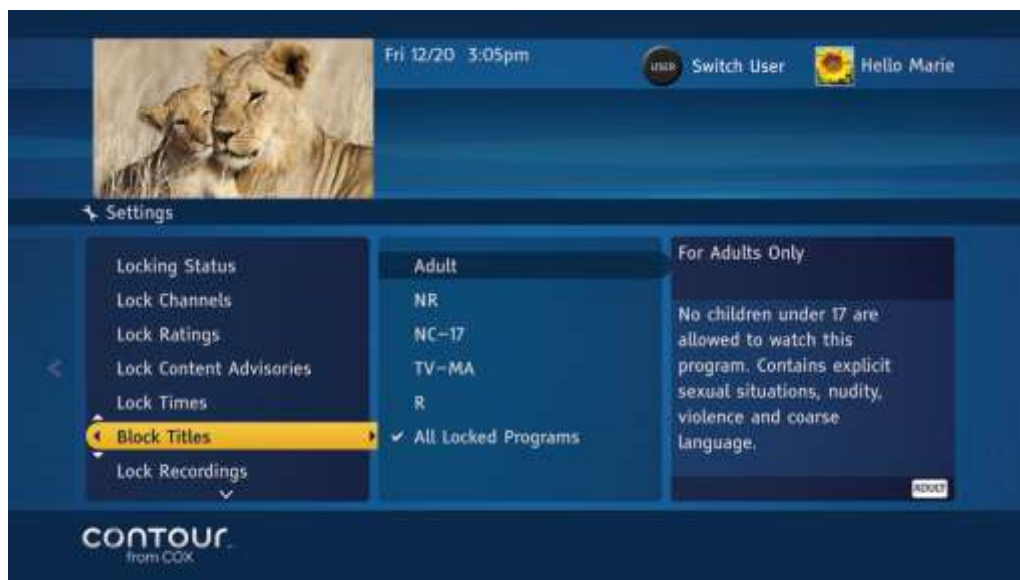 Fri 12/20 3:05pm
USER Switch User
Hello Marie
Settings
Locking Status
Lock Channels
Lock Ratings
Lock Content Advisories
Lock Times
Block Titles
Lock Recordings
Adult
NR
NC-17
TV-MA
R
✔ All Locked Programs
For Adults Only
No children under 17 are
allowed to watch this
program. Contains explicit
sexual situations, nudity,
violence and coarse
language.
ADULT
contour
from COX